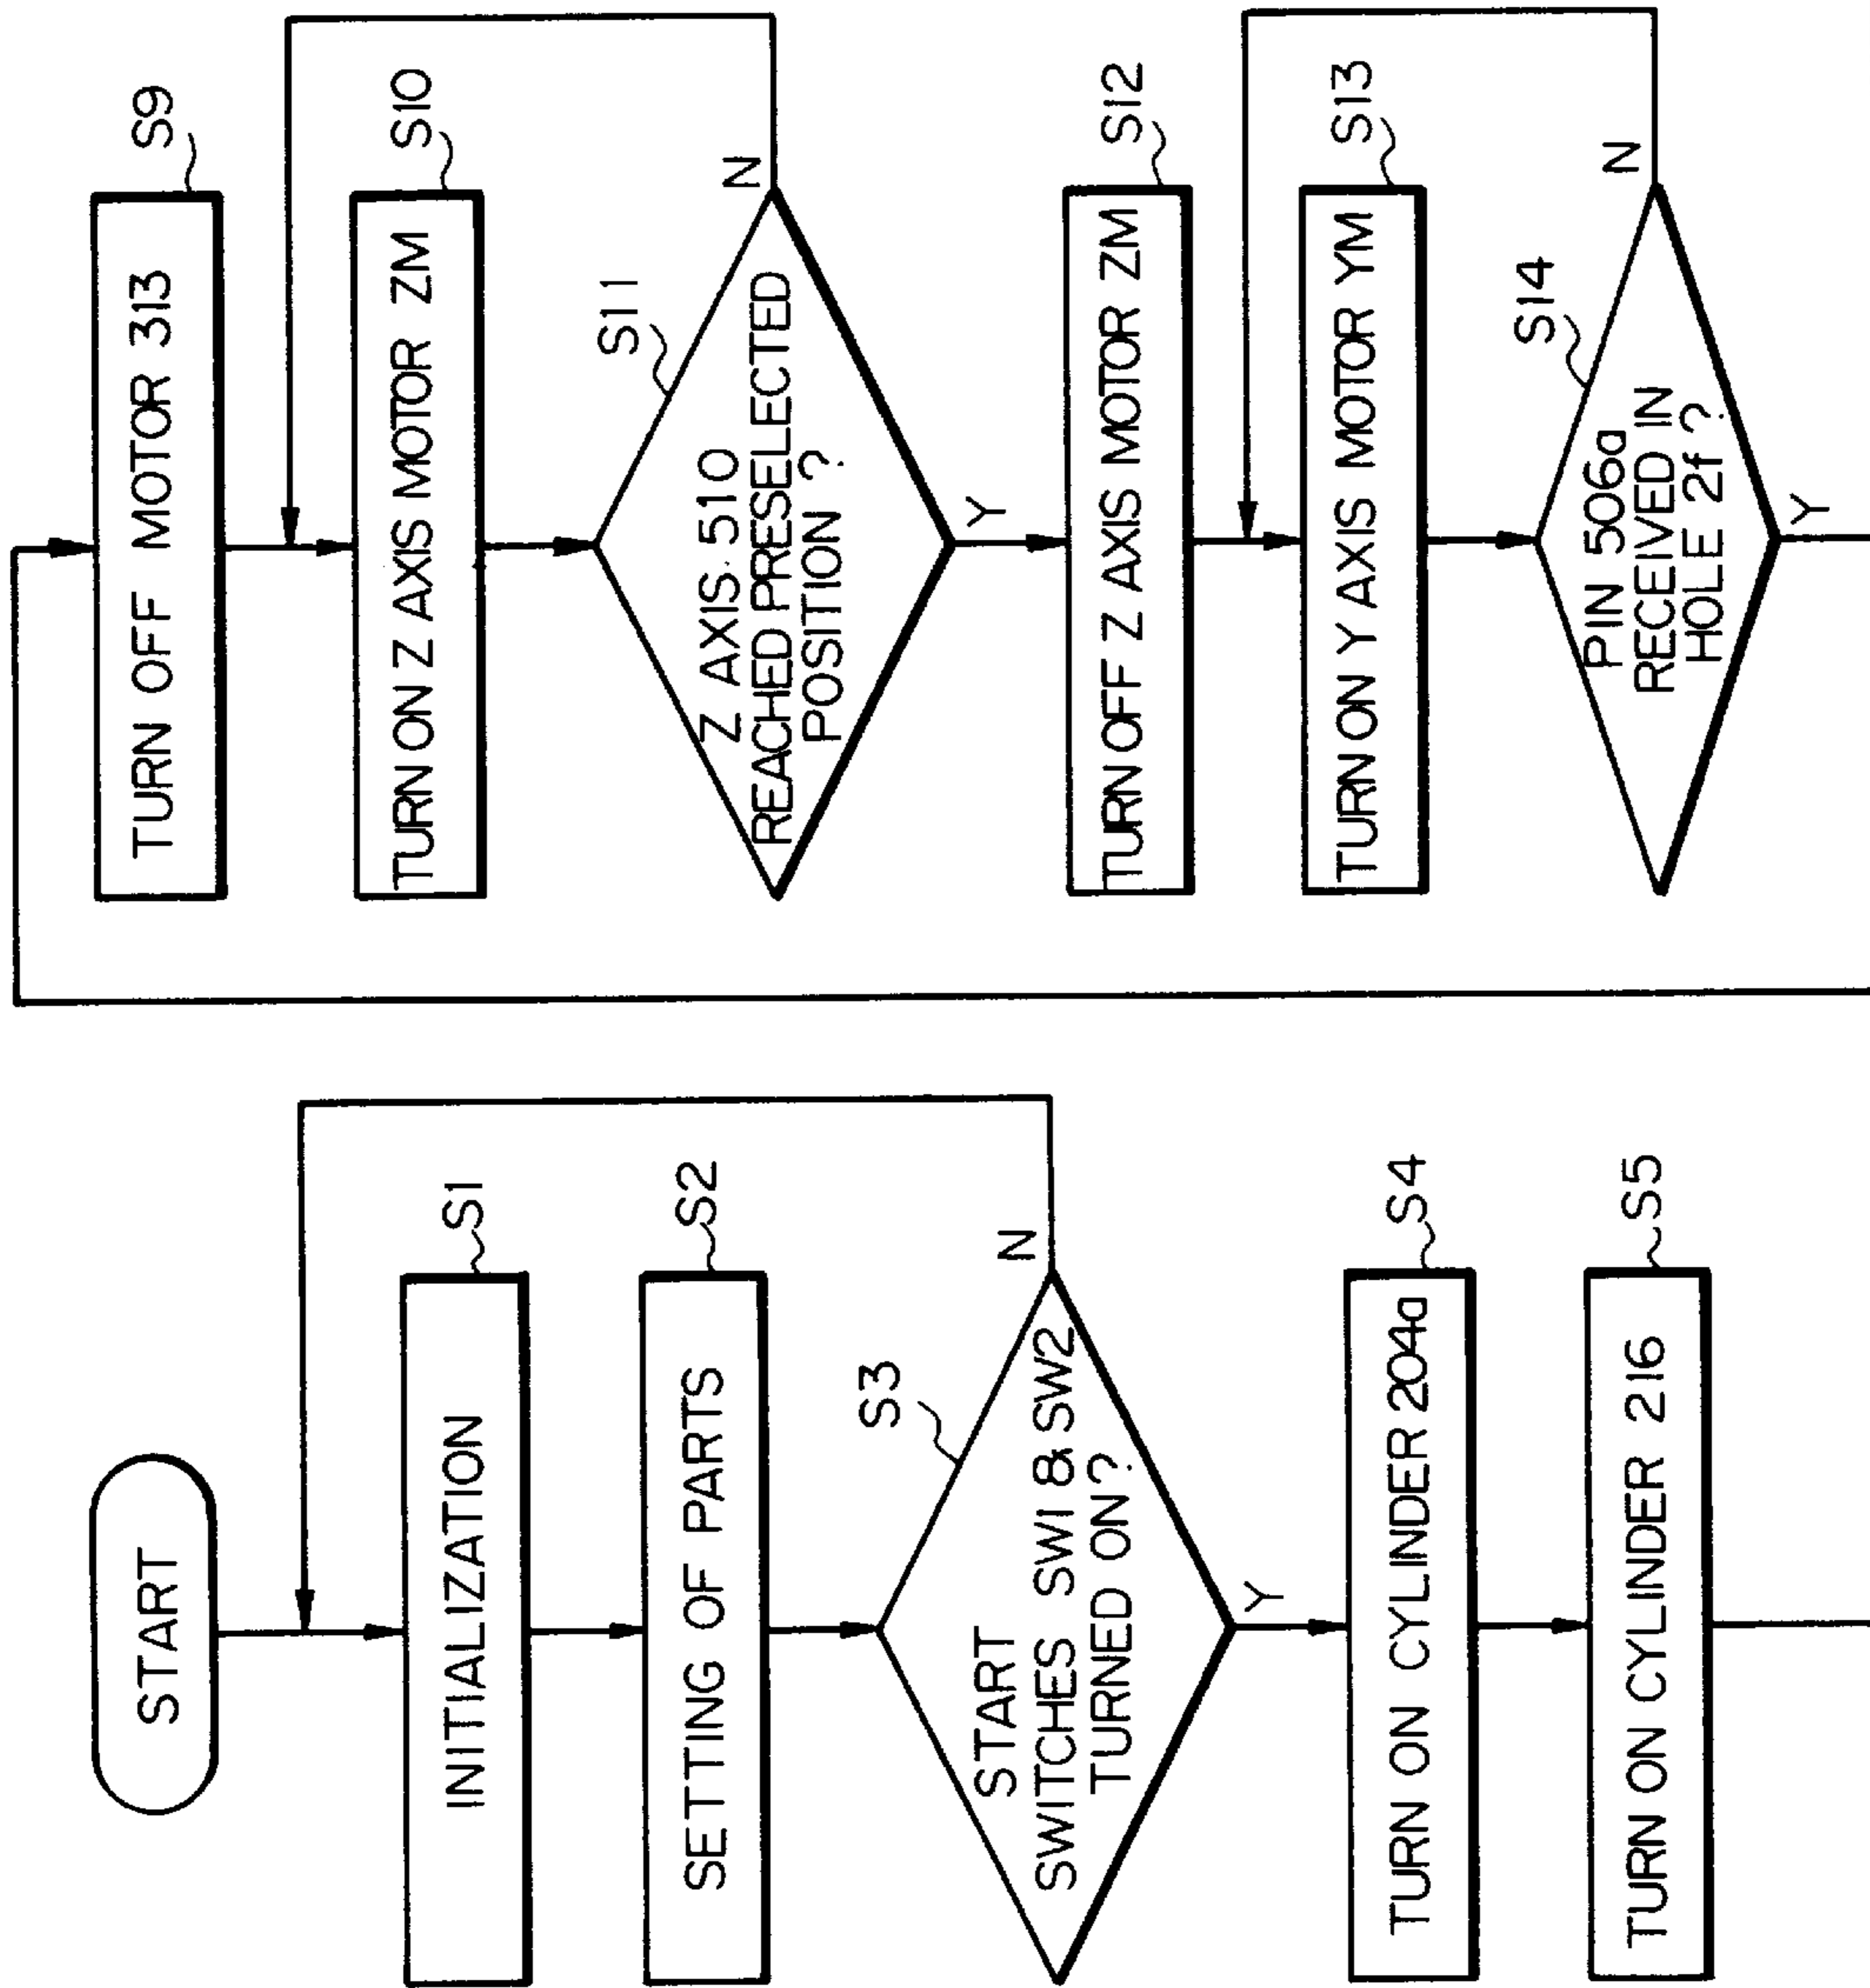 START
INITIALIZATION
S1
SETTING OF PARTS
S2
S3
START
SWITCHES SW1 & SW2
TURNED ON?
N
Y
TURN ON CYLINDER 204a
S4
TURN ON CYLINDER 216
S5
TURN OFF MOTOR 313
S9
TURN ON Z AXIS MOTOR ZM
S10
S11
Z AXIS 510
REACHED PRESELECTED
POSITION ?
N
Y
TURN OFF Z AXIS MOTOR ZM
S12
TURN ON Y AXIS MOTOR YM
S13
S14
PIN 506a
RECEIVED IN
HOLE 2f ?
N
Y